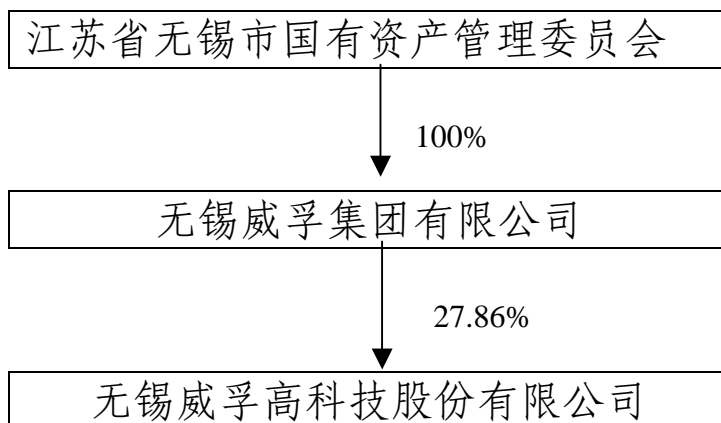 江苏省无锡市国有资产管理委员会
100%
无锡威孚集团有限公司
27.86%
无锡威孚高科技股份有限公司